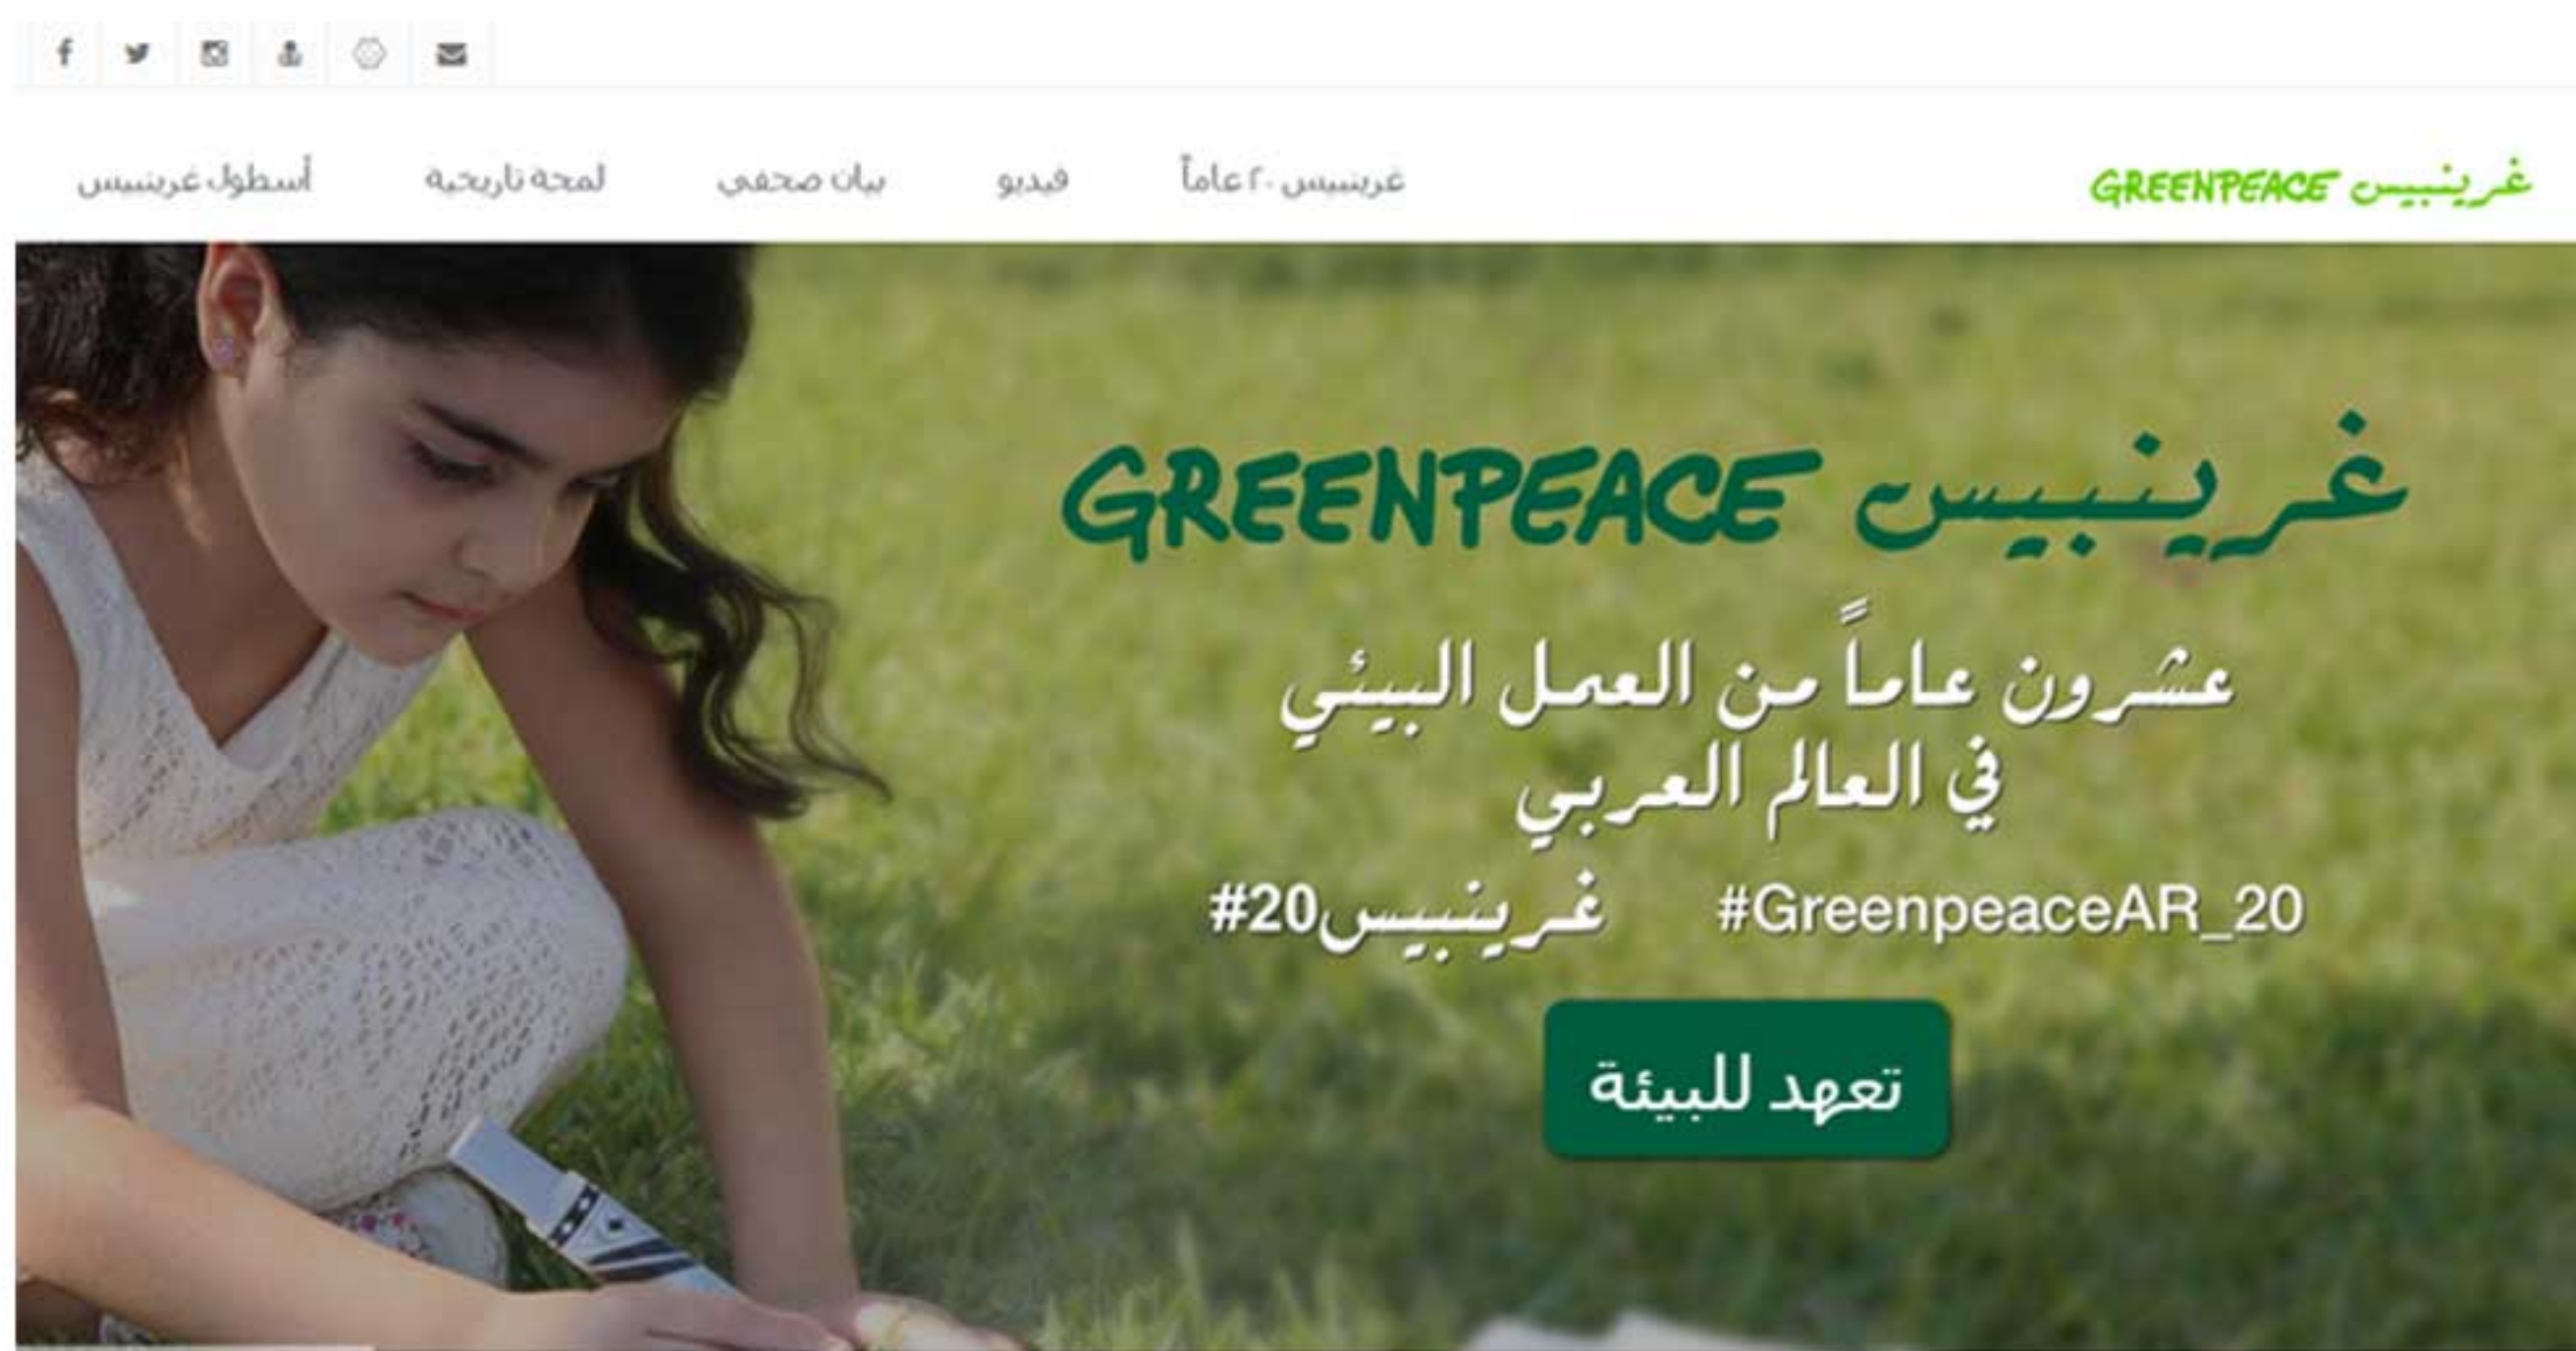 غرينبيس GREENPEACE
غرينبيس ٢٠ عاماً
فيديو
بيان صحفي
لمحة تاريخية
أسطول غرينبيس
غرينبيس GREENPEACE
عشرون عاماً من العمل البيئي
في العالم العربي
#GreenpeaceAR_20 غرينبيس20#
تعهد للبيئة